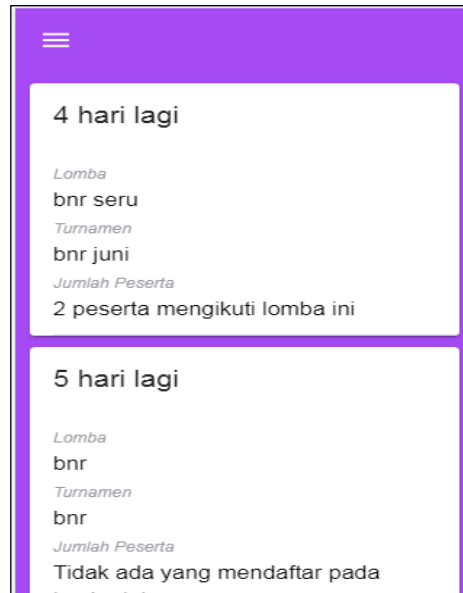 4 hari lagi
Lomba
bnr seru
Turnamen
bnr juni
Jumlah Peserta
2 peserta mengikuti lomba ini
5 hari lagi
Lomba
bnr
Turnamen
bnr
Jumlah Peserta
Tidak ada yang mendaftar pada